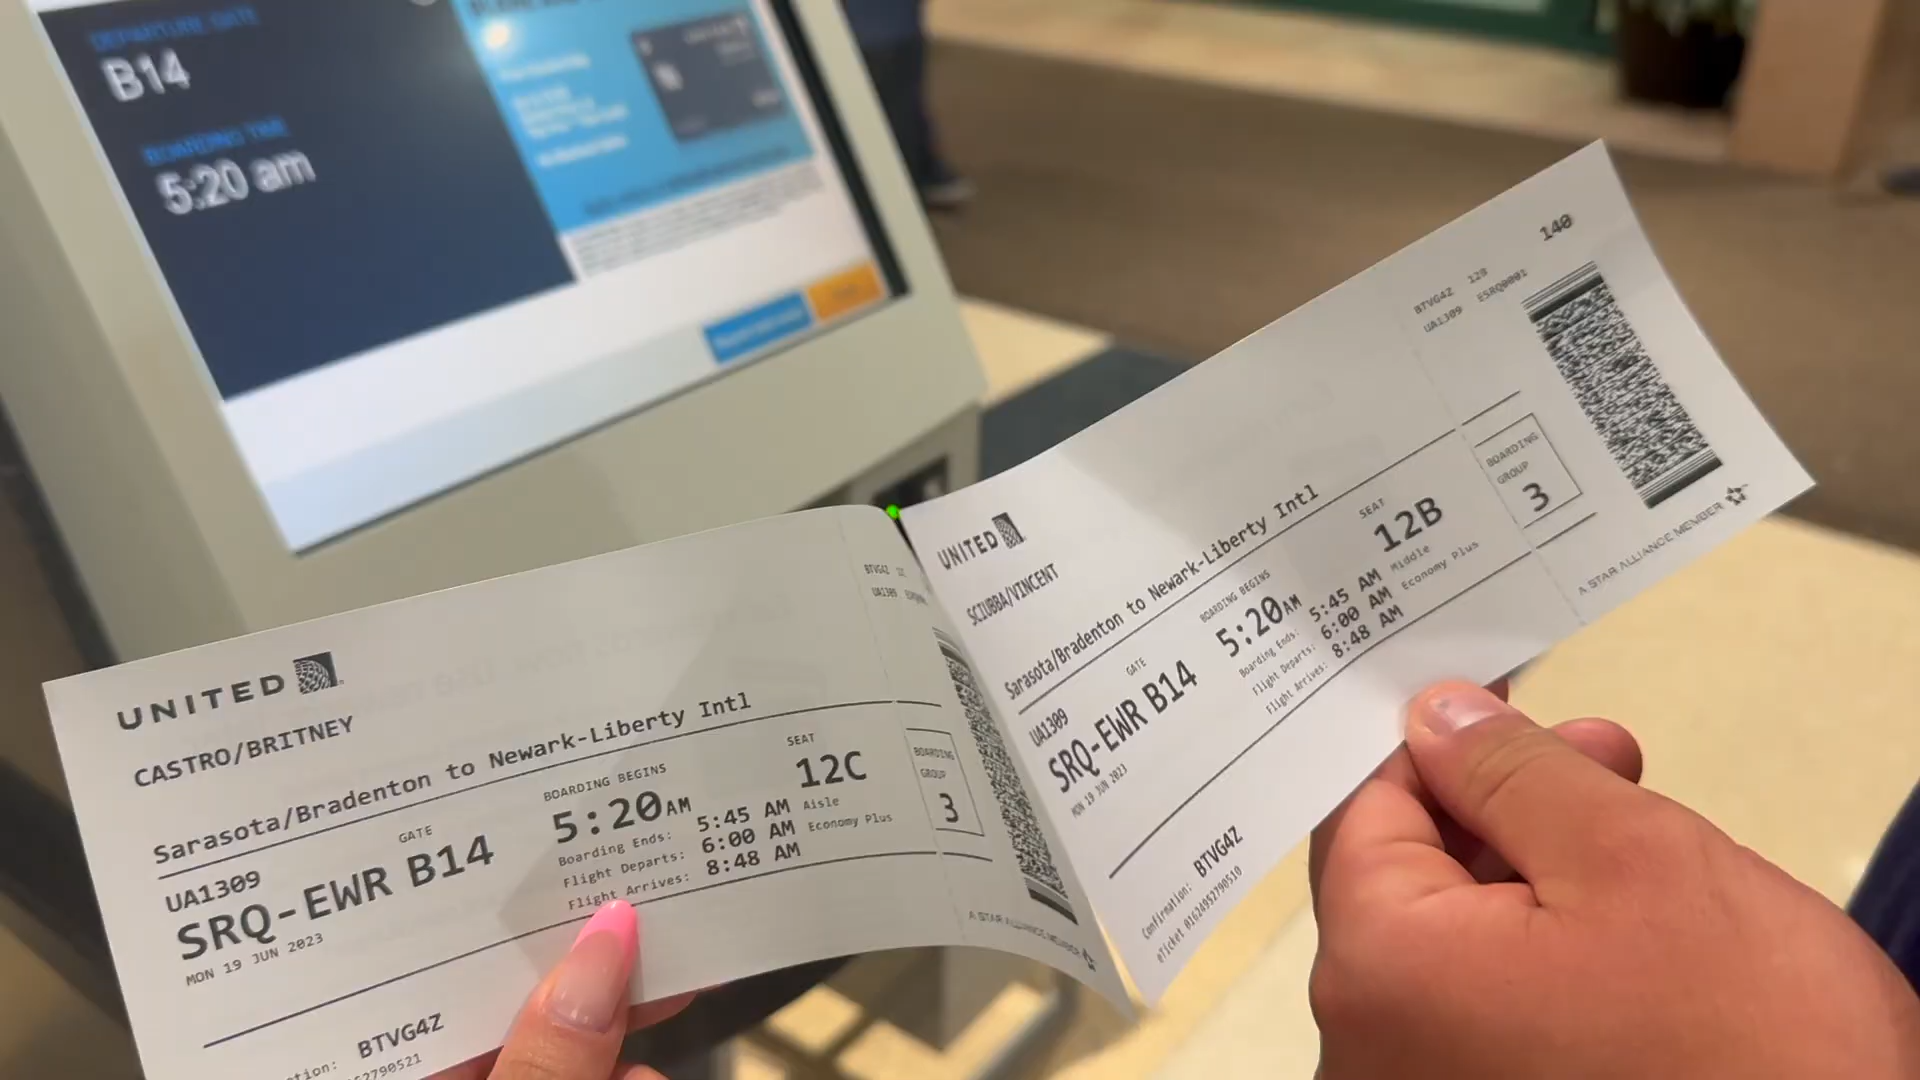 DEPARTURE GATE
B14
BOARDING TIME
5:20 am
UNITED
CASTRO/BRITNEY
Sarasota/Bradenton to Newark-Liberty Intl
UA1309
GATE
SRQ-EWR B14
MON 19 JUN 2023
BOARDING BEGINS
5:20AM
Boarding Ends: 5:45 AM
Flight Departs: 6:00 AM
Flight Arrives: 8:48 AM
SEAT
12C
Aisle
Economy Plus
BTVG4Z
UA1309
BOARDING
GROUP
3
A STAR ALLIANCE MEMBER
BTVG4Z
UNITED
SCIUBBA/VINCENT
Sarasota/Bradenton to Newark-Liberty Intl
UA1309
GATE
SRQ-EWR B14
MON 19 JUN 2023
BOARDING BEGINS
5:20AM
Boarding Ends: 5:45 AM
Flight Departs: 6:00 AM
Flight Arrives: 8:48 AM
SEAT
12B
Middle
Economy Plus
140
BTVG4Z 12B
UA1309 ESRQ0001
BOARDING
GROUP
3
A STAR ALLIANCE MEMBER
Confirmation: BTVG4Z
eTicket 01624952790510